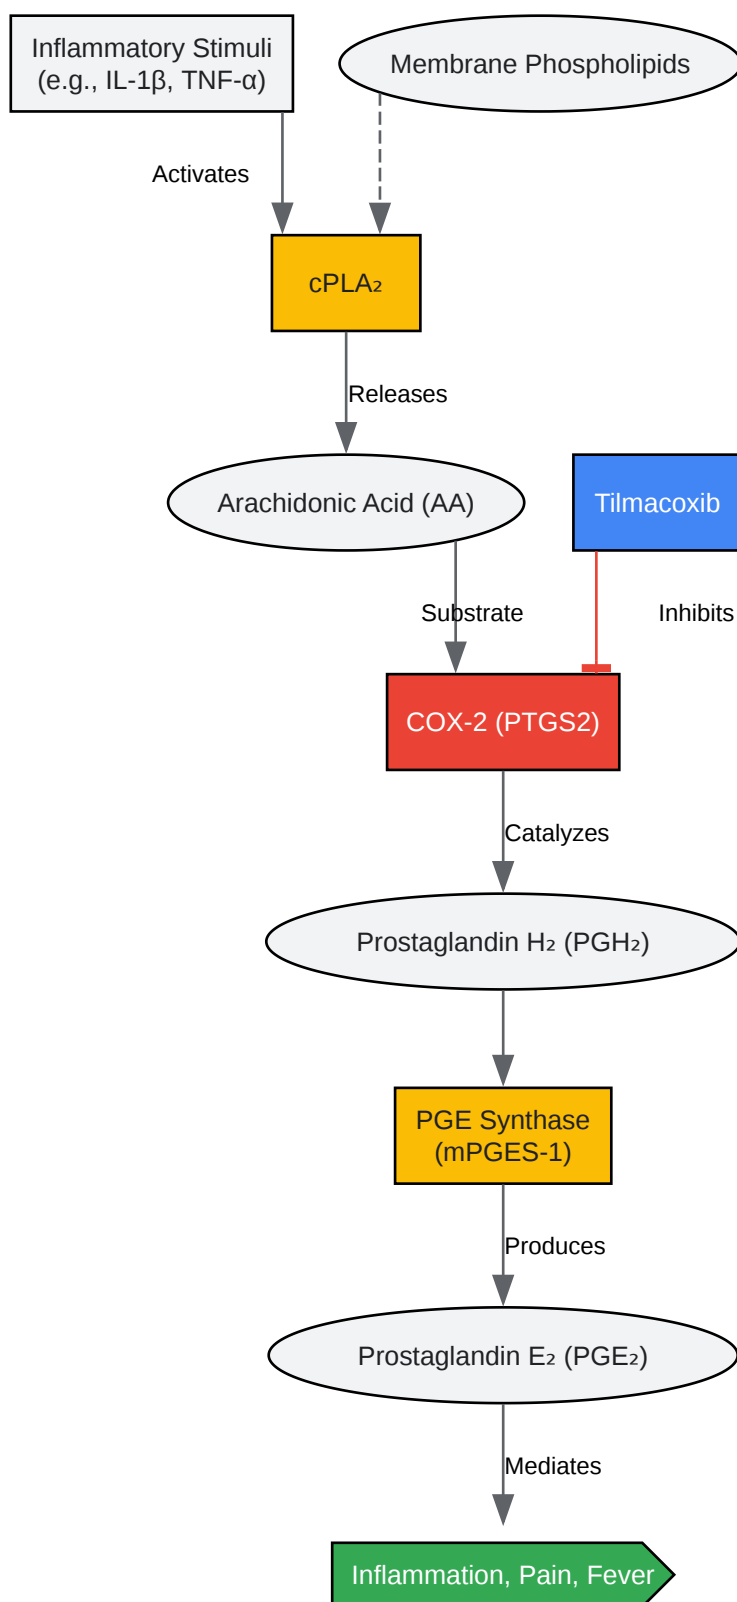 Inflammatory Stimuli
(e.g., IL-1β, TNF-α)
Membrane Phospholipids
Activates
cPLA₂
Releases
Arachidonic Acid (AA)
Tilmacoxib
Substrate
Inhibits
COX-2 (PTGS2)
Catalyzes
Prostaglandin H₂ (PGH₂)
PGE Synthase
(mPGES-1)
Produces
Prostaglandin E₂ (PGE₂)
Mediates
Inflammation, Pain, Fever